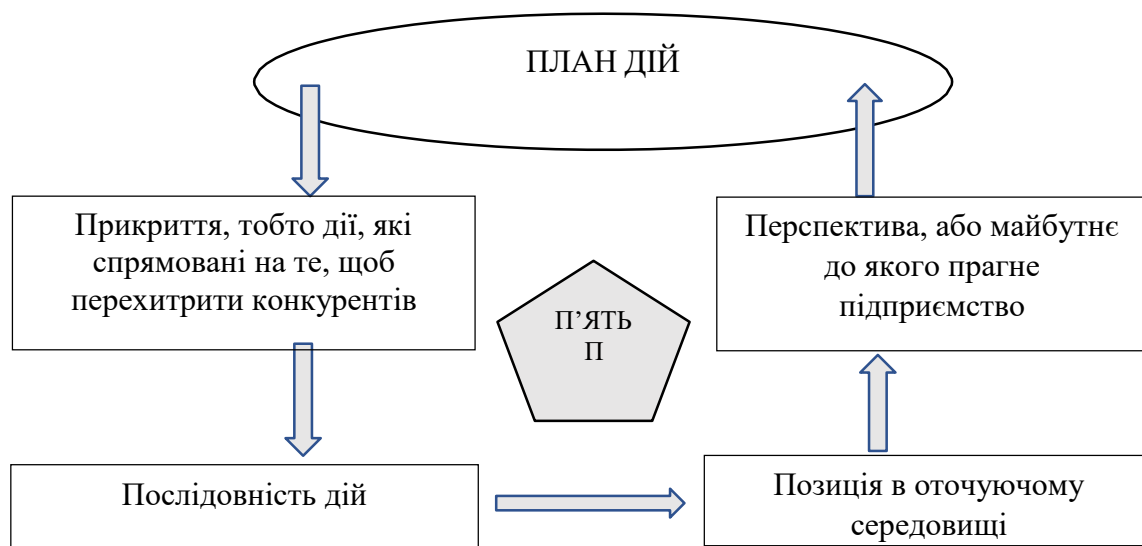 ПЛАН ДІЙ
Прикриття, тобто дії, які
спрямовані на те, щоб
перехитрити конкурентів
Перспектива, або майбутнє
до якого прагне
підприємство
П’ЯТЬ
П
Послідовність дій
Позиція в оточуючому
середовищі